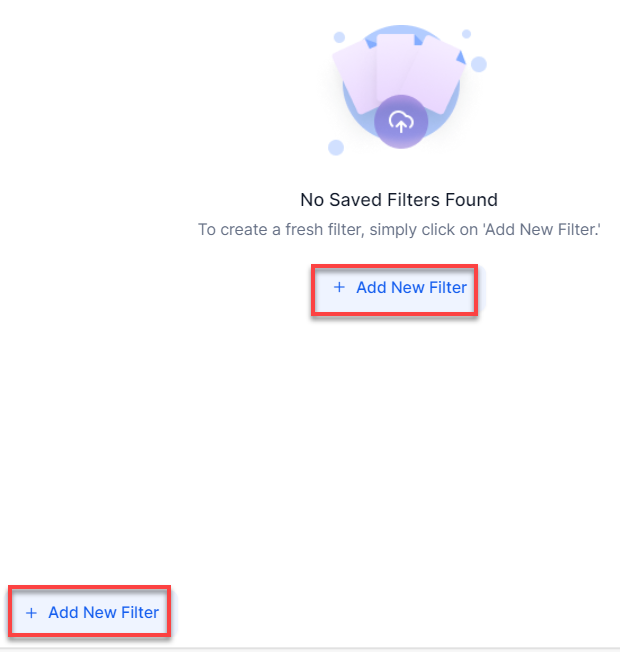 No Saved Filters Found
To create a fresh filter, simply click on 'Add New Filter.'
+ Add New Filter
+ Add New Filter